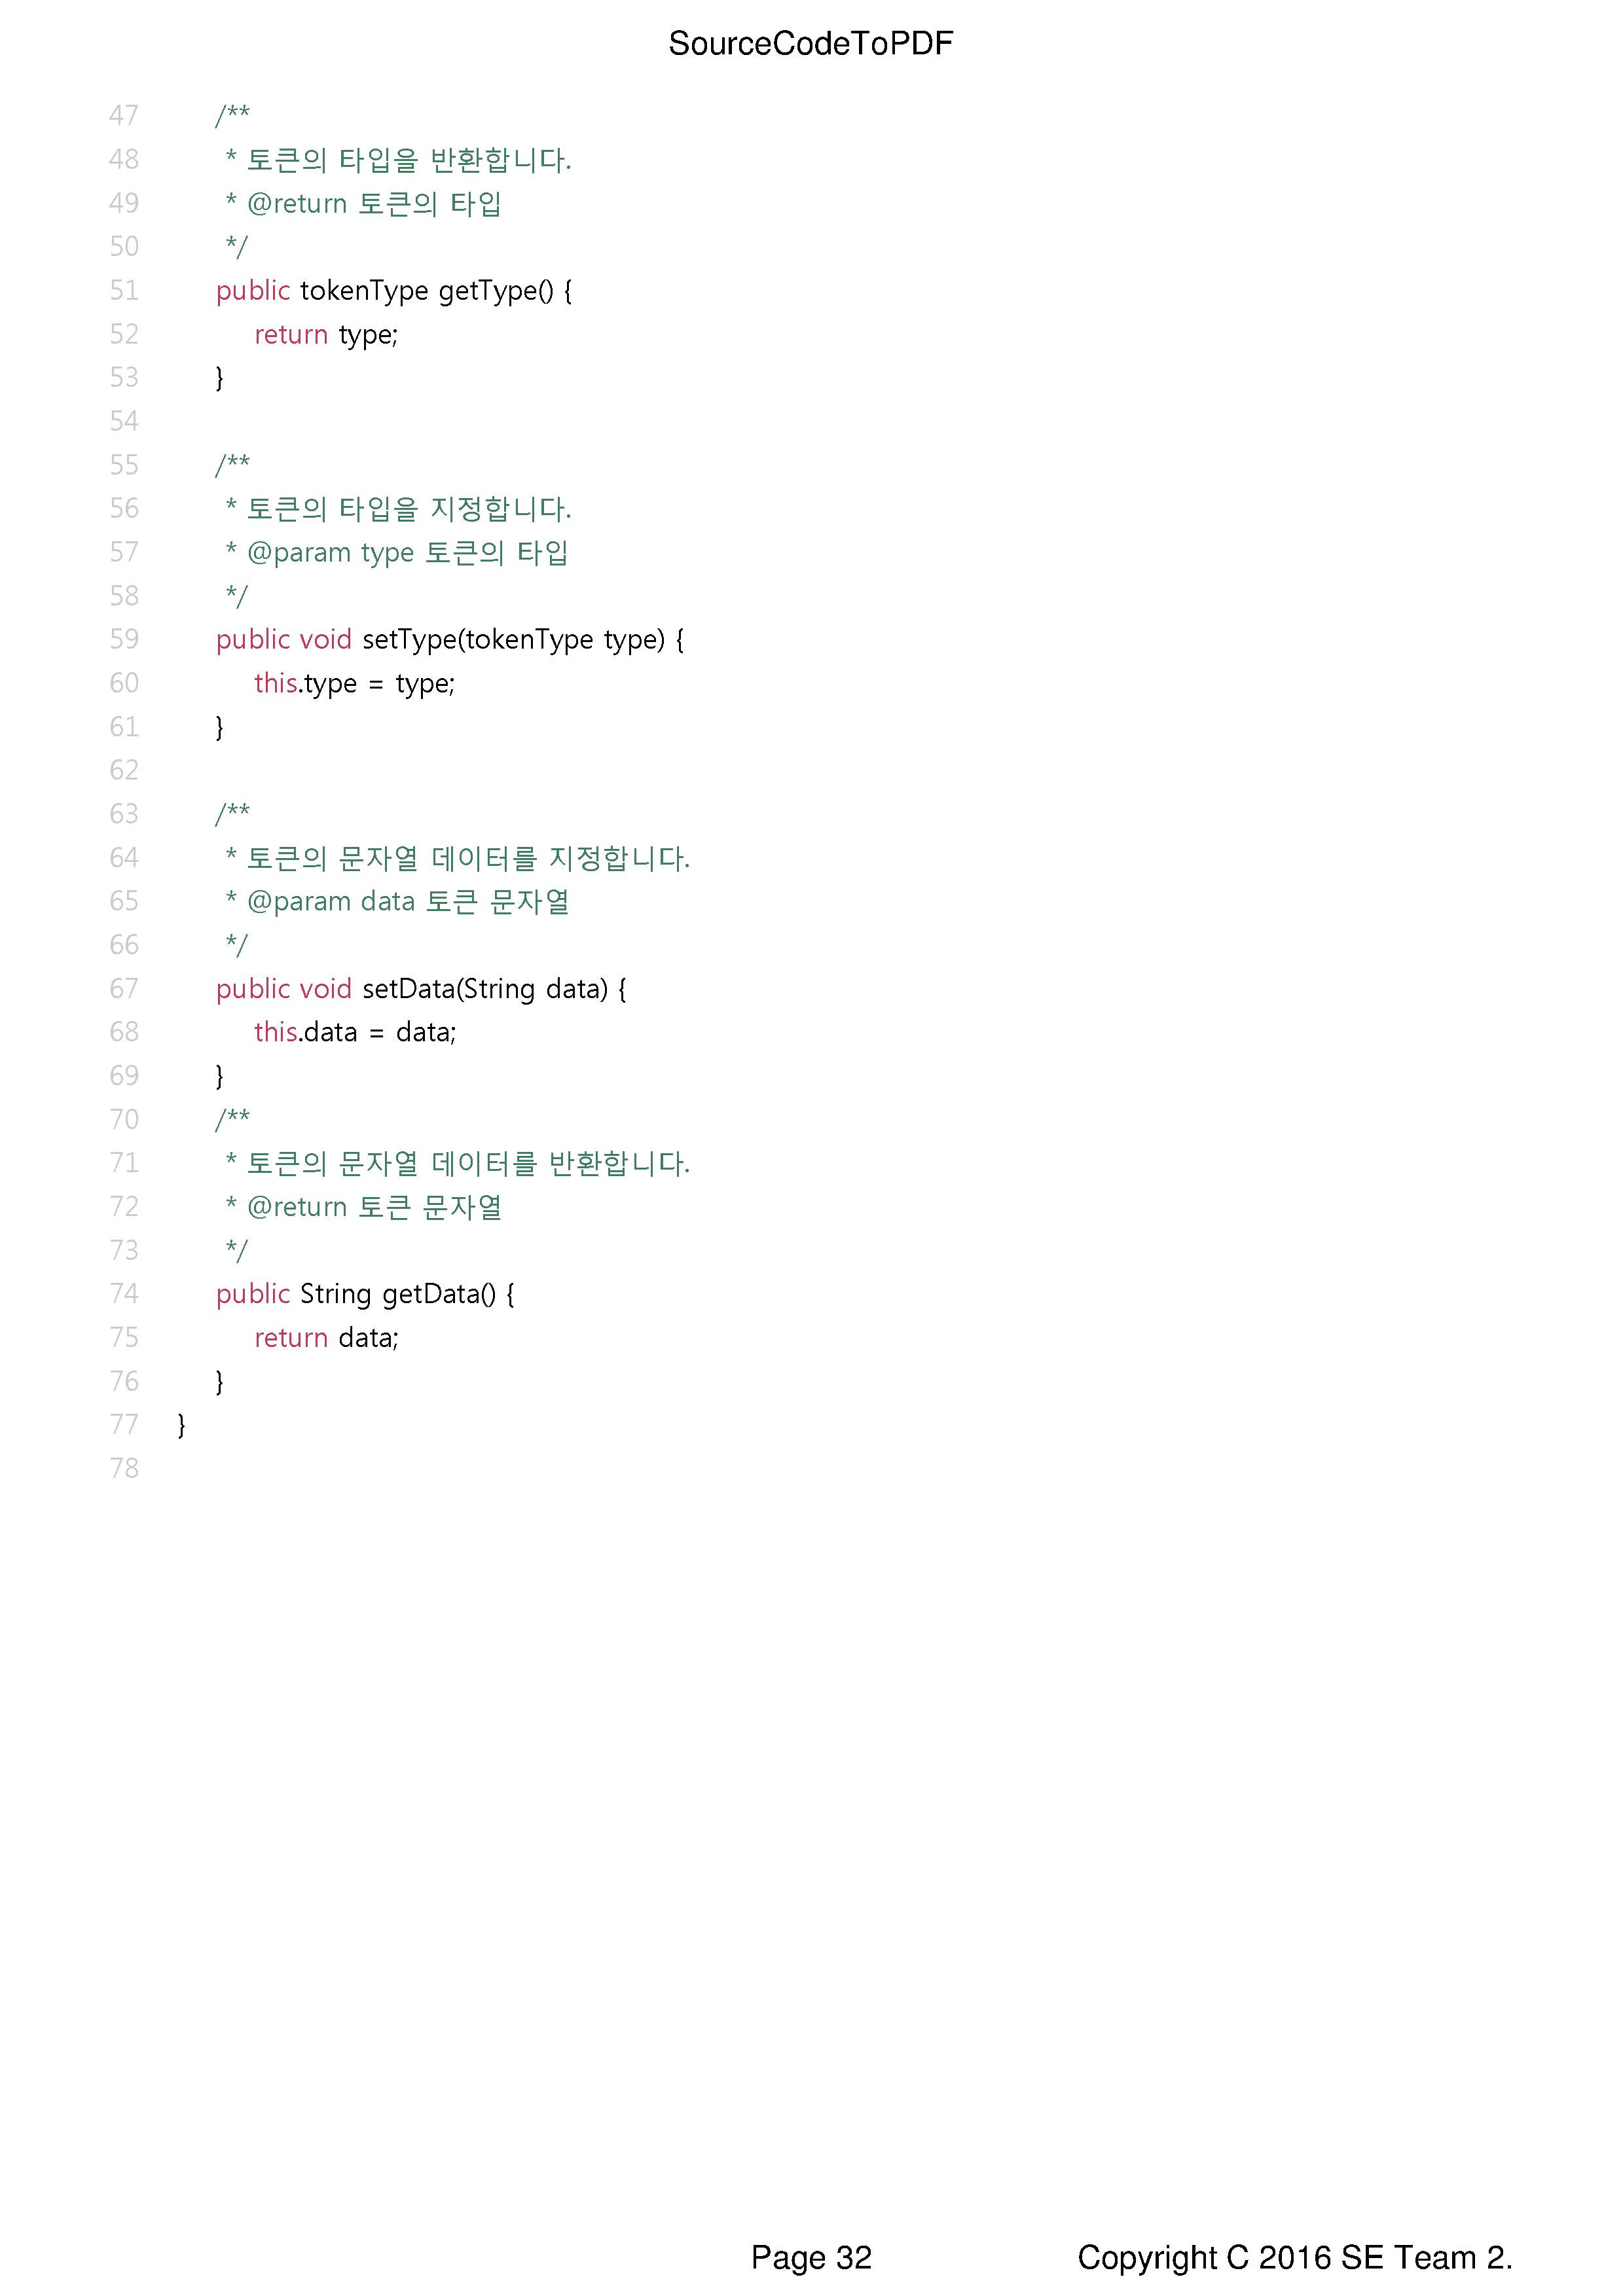 SourceCodeToPDF
47 /**
48 * 토큰의 타입을 반환합니다.
49 * @return 토큰의 타입
50 */
51 public tokenType getType() {
52 return type;
53 }
54
55 /**
56 * 토큰의 타입을 지정합니다.
57 * @param type 토큰의 타입
58 */
59 public void setType(tokenType type) {
60 this.type = type;
61 }
62
63 /**
64 * 토큰의 문자열 데이터를 지정합니다.
65 * @param data 토큰 문자열
66 */
67 public void setData(String data) {
68 this.data = data;
69 }
70 /**
71 * 토큰의 문자열 데이터를 반환합니다.
72 * @return 토큰 문자열
73 */
74 public String getData() {
75 return data;
76 }
77 }
78
Page 32 Copyright C 2016 SE Team 2.